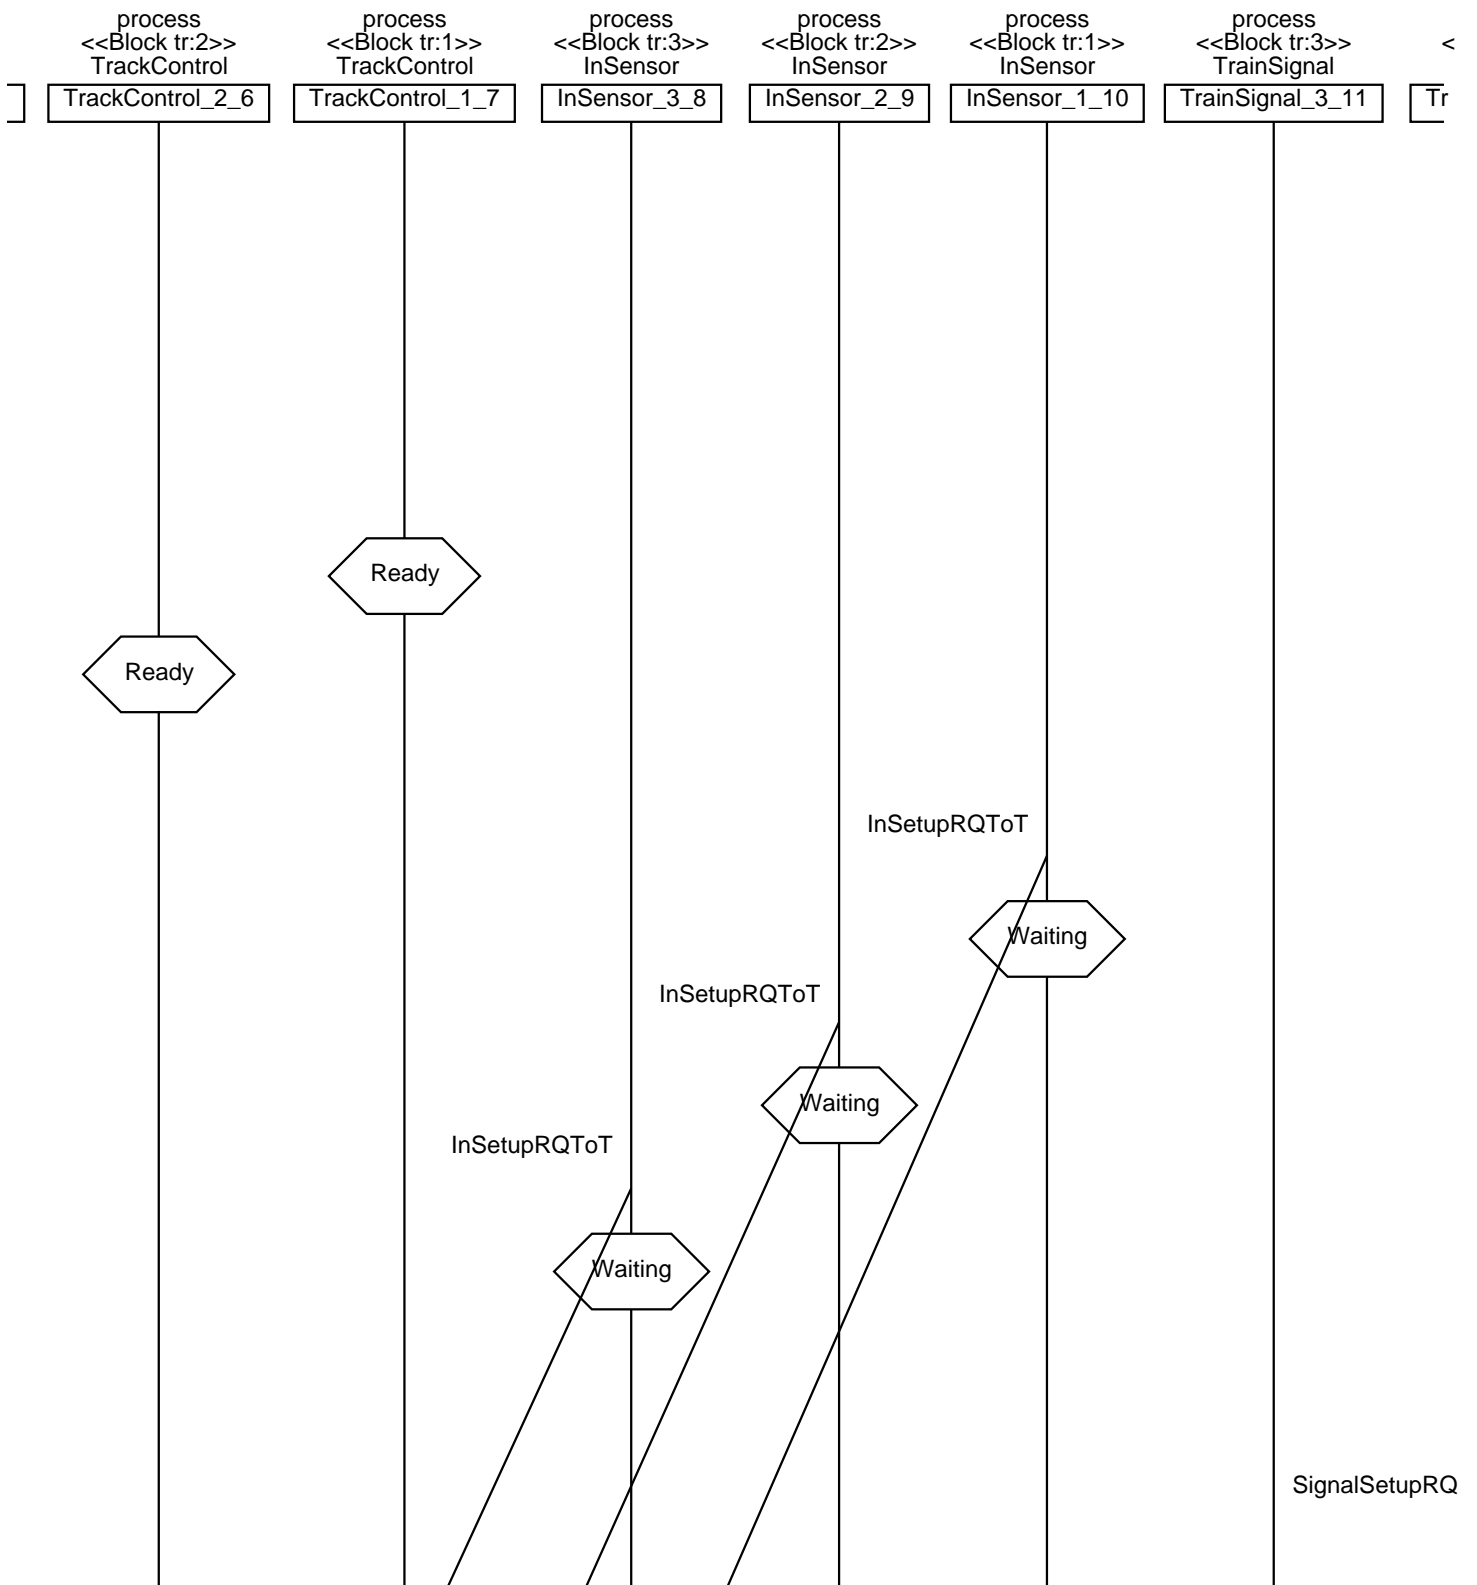 process
<<Block tr:2>>
TrackControl
TrackControl_2_6
process
<<Block tr:1>>
TrackControl
TrackControl_1_7
process
<<Block tr:3>>
InSensor
InSensor_3_8
process
<<Block tr:2>>
InSensor
InSensor_2_9
process
<<Block tr:1>>
InSensor
InSensor_1_10
process
<<Block tr:3>>
TrainSignal
TrainSignal_3_11
<
Tr
Ready
Ready
InSetupRQToT
Waiting
InSetupRQToT
Waiting
InSetupRQToT
Waiting
SignalSetupRQ